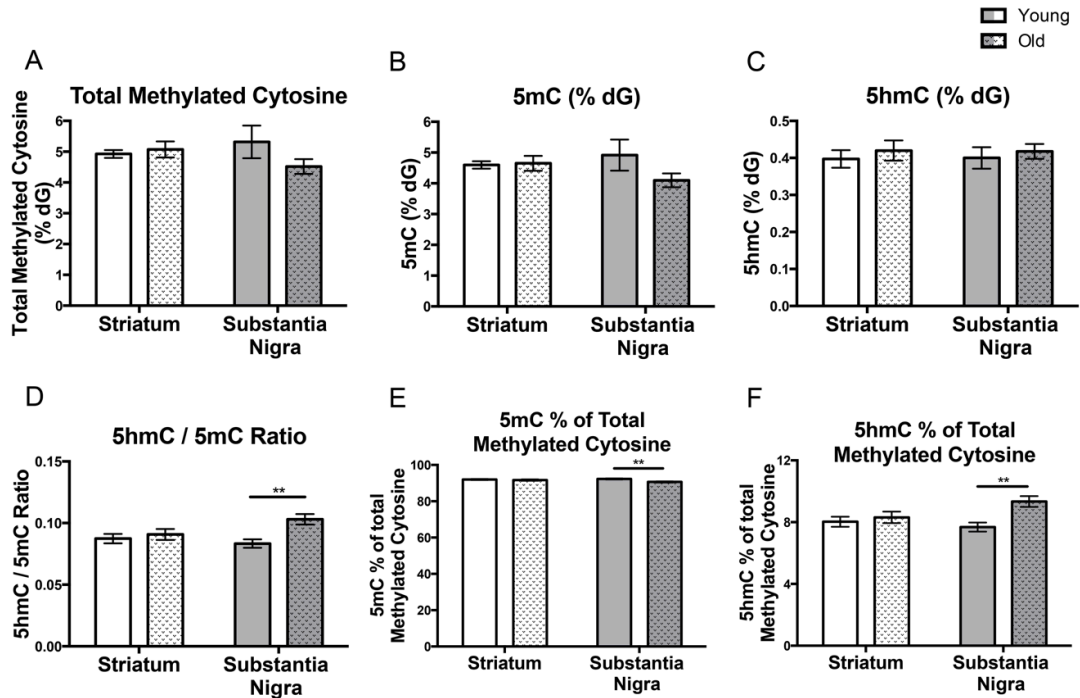 Young
Old
A
Total Methylated Cosine
Total Methylated Cytosine
(% dG)
6
5
4
3
2
1
0
Striatum
Substantia
Nigra
B
5mC (% dG)
5mC (% dG)
6
5
4
3
2
1
0
Striatum
Substantia
Nigra
C
5hmC (% dG)
5hmC (% dG)
0.5
0.4
0.3
0.2
0.1
0.0
Striatum
Substantia
Nigra
D
5hmC / 5mC Ratio
5hmC / 5mC Ratio
0.15
0.10
0.05
0.00
**
Striatum
Substantia
Nigra
E
5mC % of Total
Methylated Cytosine
5mC % of total
Methylated Cytosine
100
80
60
40
20
0
**
Striatum
Substantia
Nigra
F
5hmC % of Total
Methylated Cytosine
5hmC % of total
Methylated Cytosine
12
8
4
0
**
Striatum
Substantia
Nigra